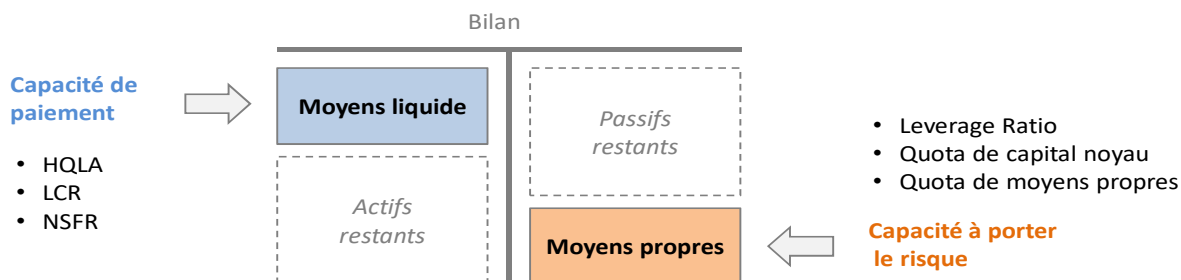 Bilan
Capacité de
paiement
• HQLA
• LCR
• NSFR
Moyens liquide
Actifs
restants
Passifs
restants
Moyens propres
• Leverage Ratio
• Quota de capital noyau
• Quota de moyens propres
Capacité à porter
le risque